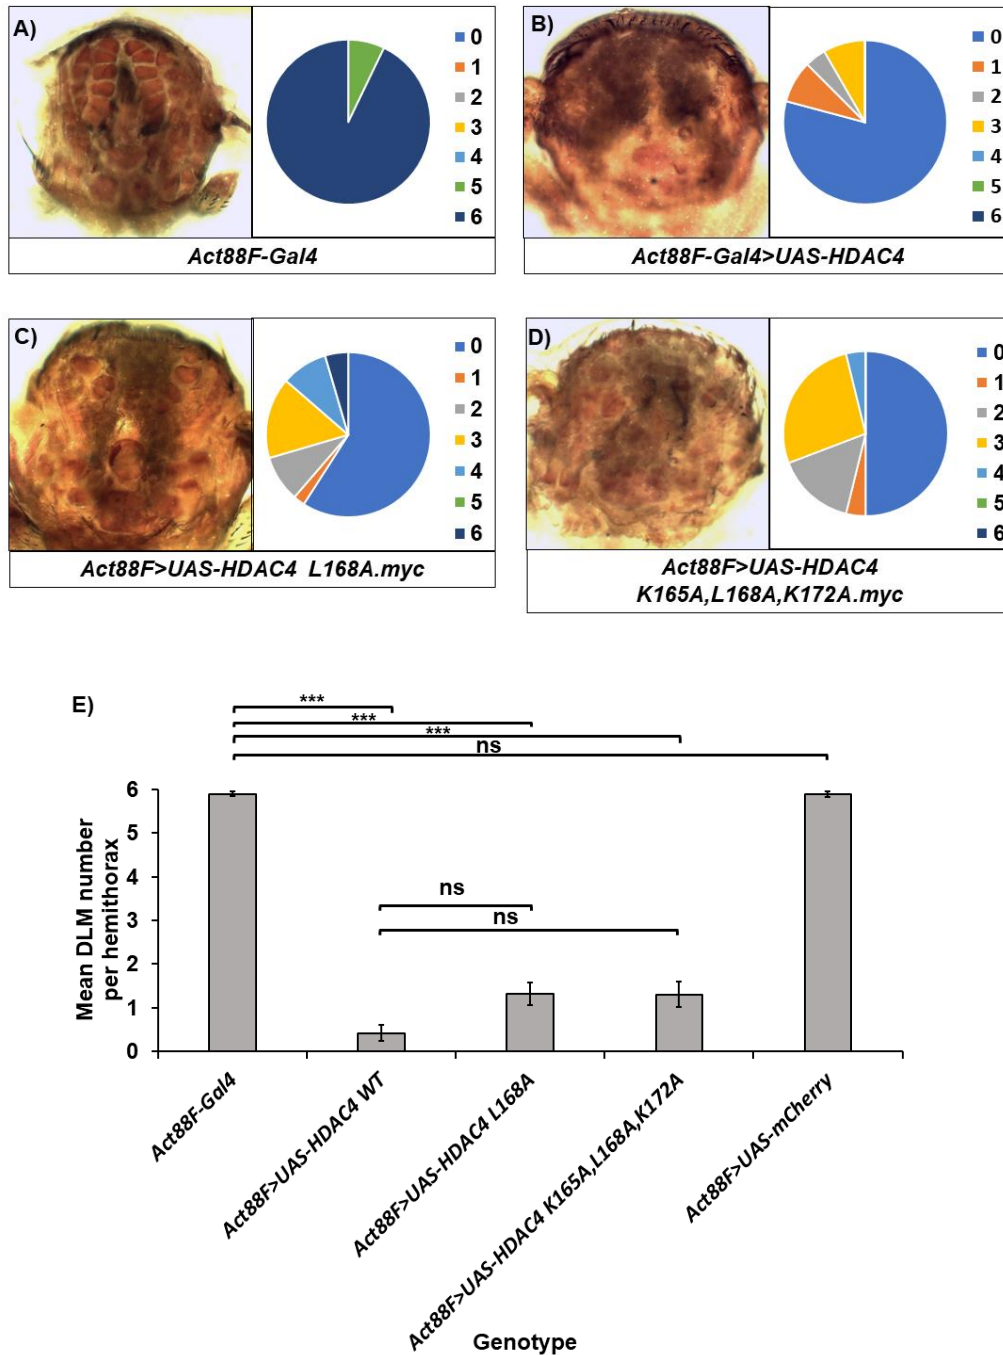 A)
0
1
2
3
4
5
6
Act88F-Gal4
B)
0
1
2
3
4
5
6
Act88F-Gal4>UAS-HDAC4
C)
0
1
2
3
4
5
6
Act88F>UAS-HDAC4 L168A.myc
D)
0
1
2
3
4
5
6
Act88F>UAS-HDAC4
K165A,L168A,K172A.myc
E)
***
***
***
ns
ns
ns
Mean DLM number
per hemithorax
6
5
4
3
2
1
0
Act88F-Gal4
Act88F>UAS-HDAC4 WT
Act88F>UAS-HDAC4 L168A
Act88F>UAS-HDAC4 K165A,L168A,K172A
Act88F>UAS-mCherry
Genotype